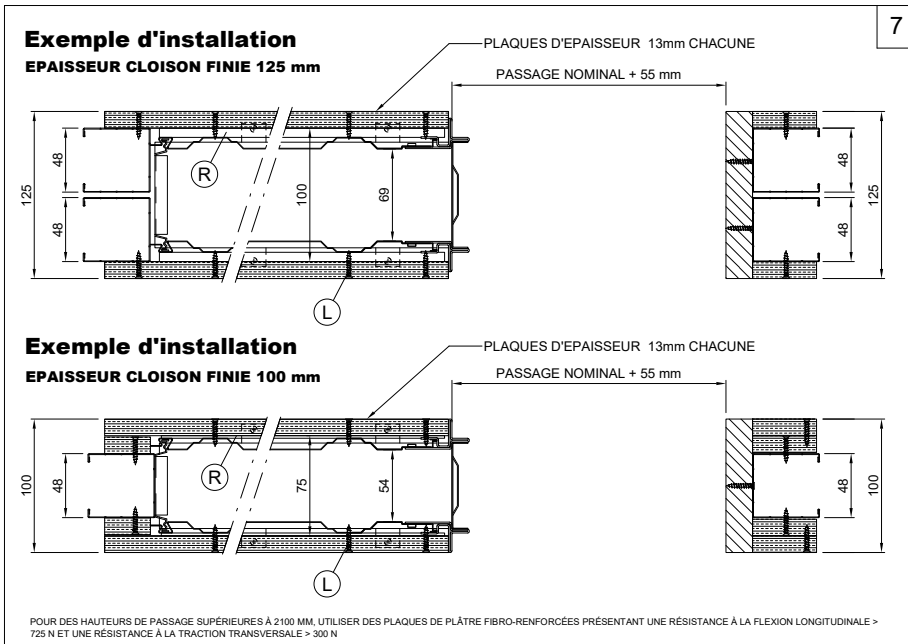 7
Exemple d'installation
EPAISSEUR CLOISON FINIE 125 mm
PLAQUES D'EPAISSEUR 13mm CHACUNE
PASSAGE NOMINAL + 55 mm
125
48
48
R
100
69
L
48
48
125
Exemple d'installation
EPAISSEUR CLOISON FINIE 100 mm
PLAQUES D'EPAISSEUR 13mm CHACUNE
PASSAGE NOMINAL + 55 mm
100
48
R
75
54
L
48
100
POUR DES HAUTEURS DE PASSAGE SUPÉRIEURES À 2100 MM, UTILISER DES PLAQUES DE PLÂTRE FIBRO-RENFORCÉES PRÉSENTANT UNE RÉSISTANCE À LA FLEXION LONGITUDINALE >
725 N ET UNE RÉSISTANCE À LA TRACTION TRANSVERSALE > 300 N